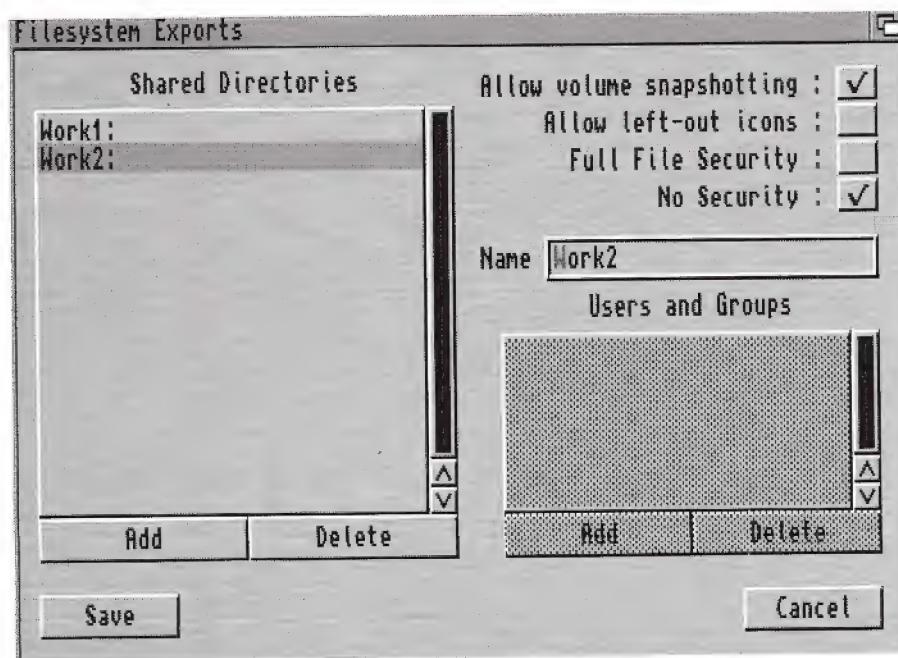 Filesystem Exports
Shared Directories
Work1:
Work2:
Add
Delete
Allow volume snapshotting :
Allow left-out icons :
Full File Security :
No Security :
Name Work2
Users and Groups
Add
Delete
Save
Cancel